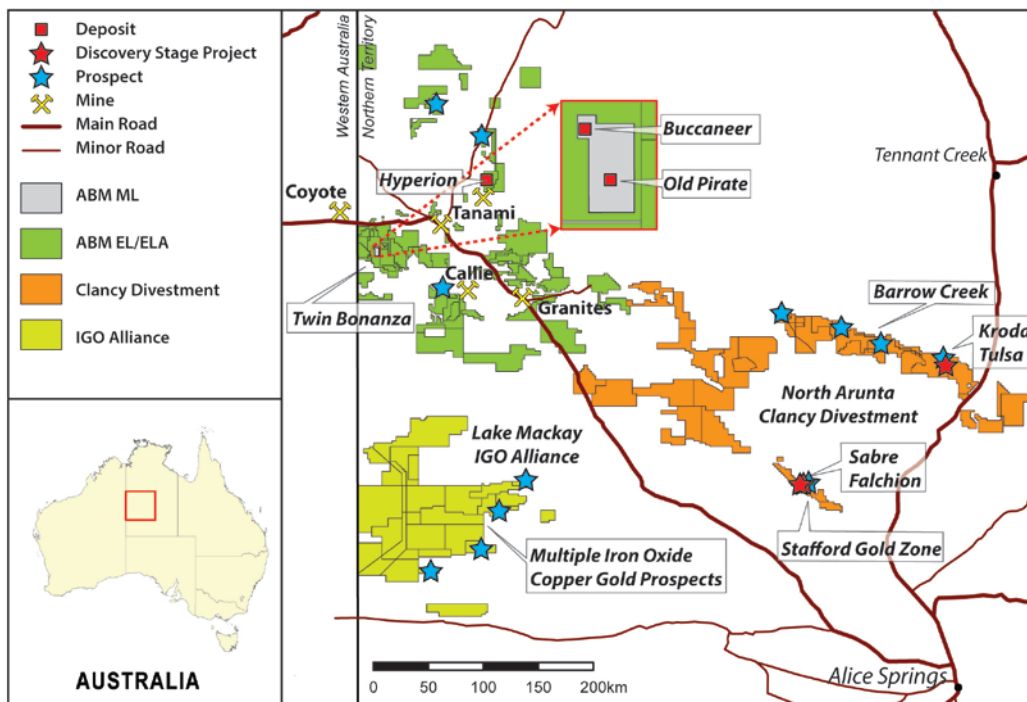 Deposit
Discovery Stage Project
Prospect
Mine
Main Road
Minor Road
ABM ML
ABM EL/ELA
Clancy Divestment
IGO Alliance
AUSTRALIA
Western Australia
Northern Territory
Buccaneer
Old Pirate
Hyperion
Coyote
Tanami
Tennant Creek
Callie
Granites
Twin Bonanza
Barrow Creek
Kroda
Tulsa
North Arunta
Clancy Divestment
Lake Mackay
IGO Alliance
Sabre
Falchion
Stafford Gold Zone
Multiple Iron Oxide
Copper Gold Prospects
0 50 100 150 200km
Alice Springs